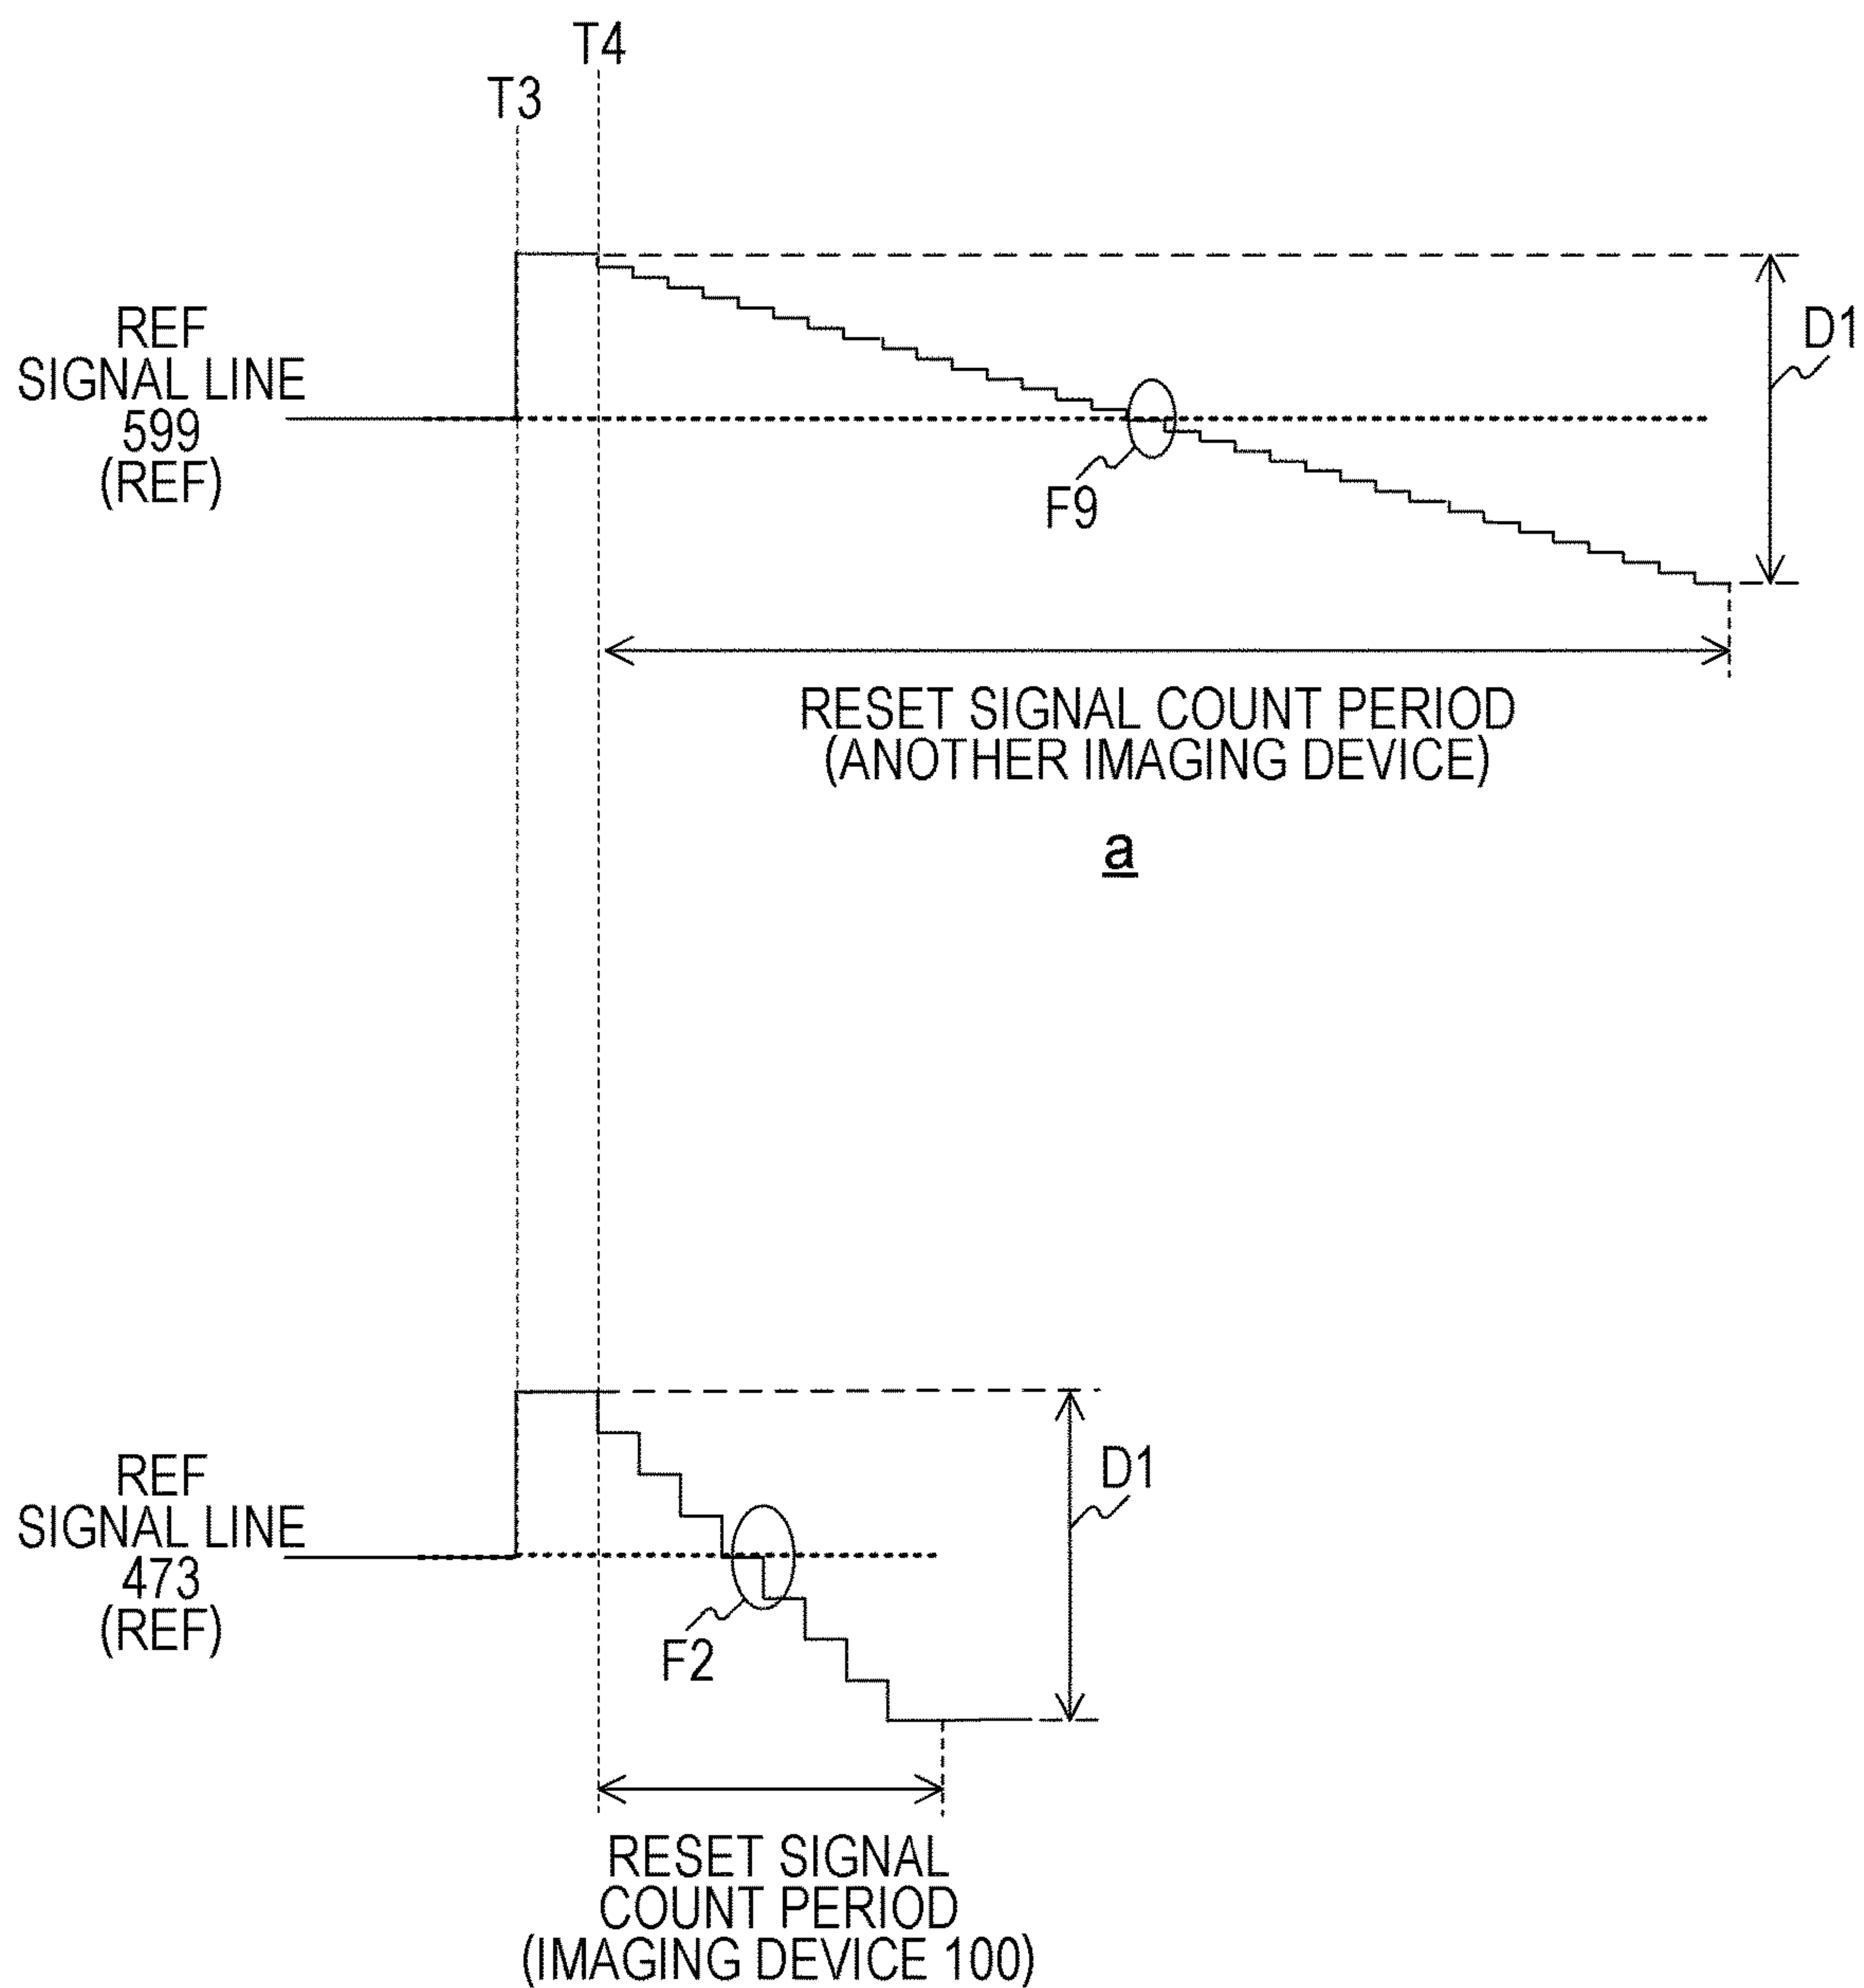 T4
T3
REF
SIGNAL LINE
599
(REF)
D1
F9
RESET SIGNAL COUNT PERIOD
(ANOTHER IMAGING DEVICE)
a
REF
SIGNAL LINE
473
(REF)
D1
F2
RESET SIGNAL
COUNT PERIOD
(IMAGING DEVICE 100)